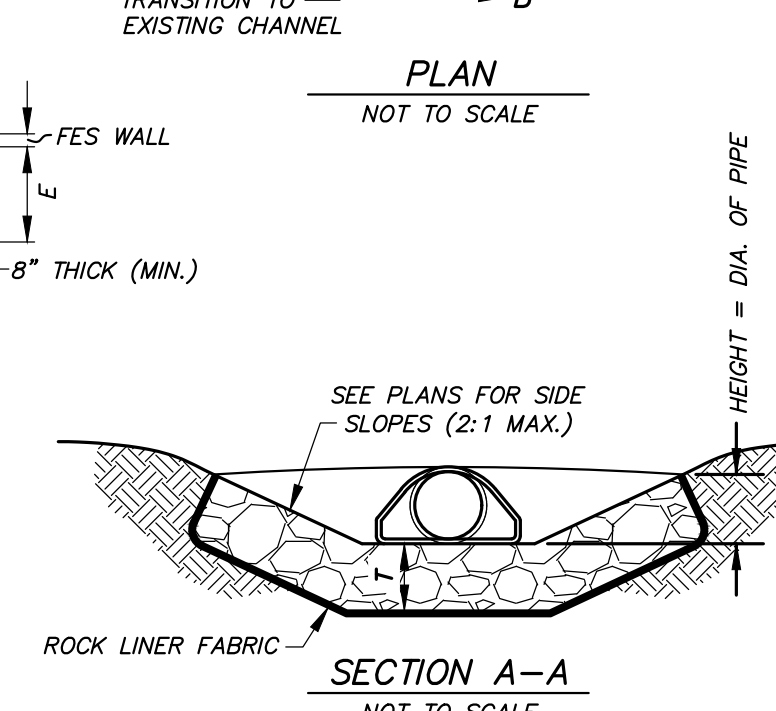 TRANSITION TO
EXISTING CHANNEL
D
PLAN
NOT TO SCALE
FES WALL
E
8" THICK (MIN.)
HEIGHT = DIA. OF PIPE
SEE PLANS FOR SIDE
SLOPES (2:1 MAX.)
T
ROCK LINER FABRIC
SECTION A-A
NOT TO SCALE